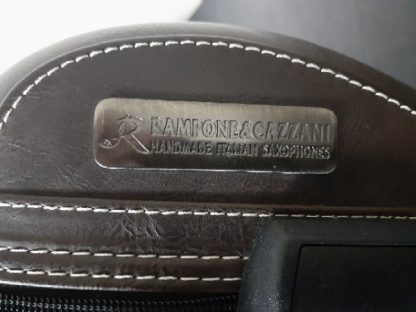 R RAMPONE&CAZZANI
HANDMADE ITALIAN SAXOPHONES